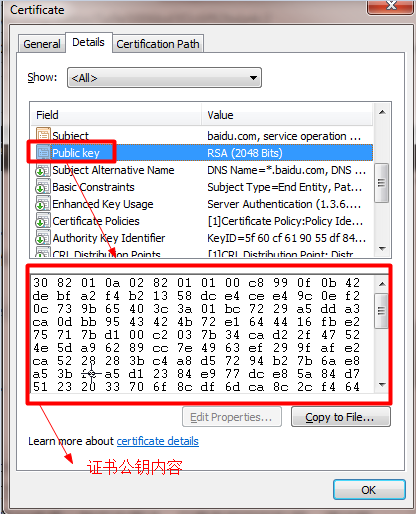 Certificate
General Details Certification Path
Show: <All>
Field Value
Subject baidu.com, service operation ...
Public key RSA (2048 Bits)
Subject Alternative Name DNS Name=*.baidu.com, DNS ...
Basic Constraints Subject Type=End Entity, Pat...
Enhanced Key Usage Server Authentication (1.3.6....
Certificate Policies [1]Certificate Policy:Policy Ide...
Authority Key Identifier KeyID=5f 60 cf 61 90 55 df 84...
CRL Distribution Points [1]CRL Distribution Point: Distr...
30 82 01 0a 02 82 01 01 00 c8 99 0f 0b 42
de bf a2 f4 b2 13 58 dc e4 ce e4 9c 0e f2
0c 73 9b 65 40 3c 3a 01 bc 72 29 a5 dd a3
ca 0d bb 95 43 42 4b 72 e1 64 44 16 fb e2
75 71 7b d1 00 7b 34 ca d2 2f 47 52
4e 5d a9 62 89 cc 7e 49 63 ef 29 9f af e2
ca 52 28 28 3b c4 a8 d5 72 94 b2 7b 6a e8
a5 3b a5 d1 23 84 e9 77 dc e8 5a 84 d7
51 23 20 33 70 6f 8c df 6d ca 8c 2c f4 64
Edit Properties... Copy to File...
Learn more about certificate details
证书公钥内容
OK